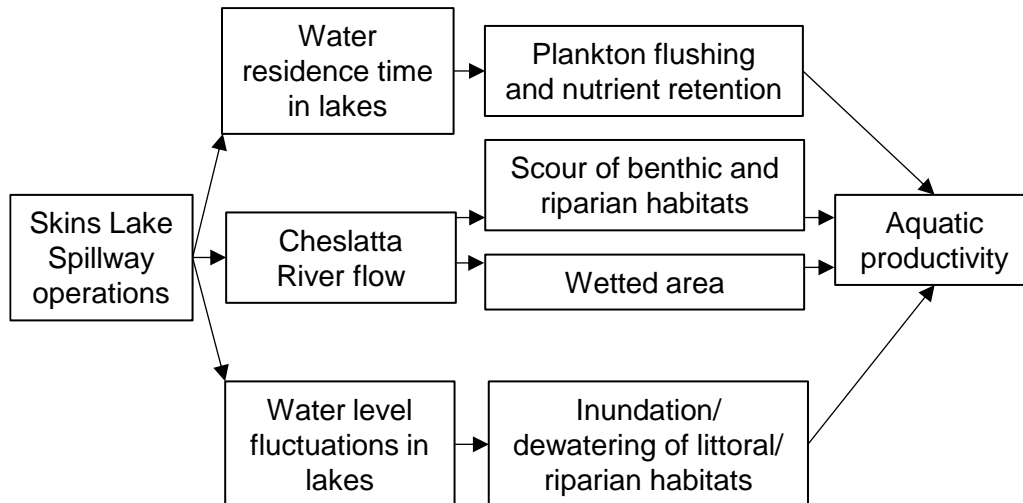 Skins Lake
Spillway
operations
Water
residence time
in lakes
Plankton flushing
and nutrient retention
Cheslatta
River flow
Scour of benthic and
riparian habitats
Wetted area
Water level
fluctuations in
lakes
Inundation/
dewatering of littoral/
riparian habitats
Aquatic
productivity